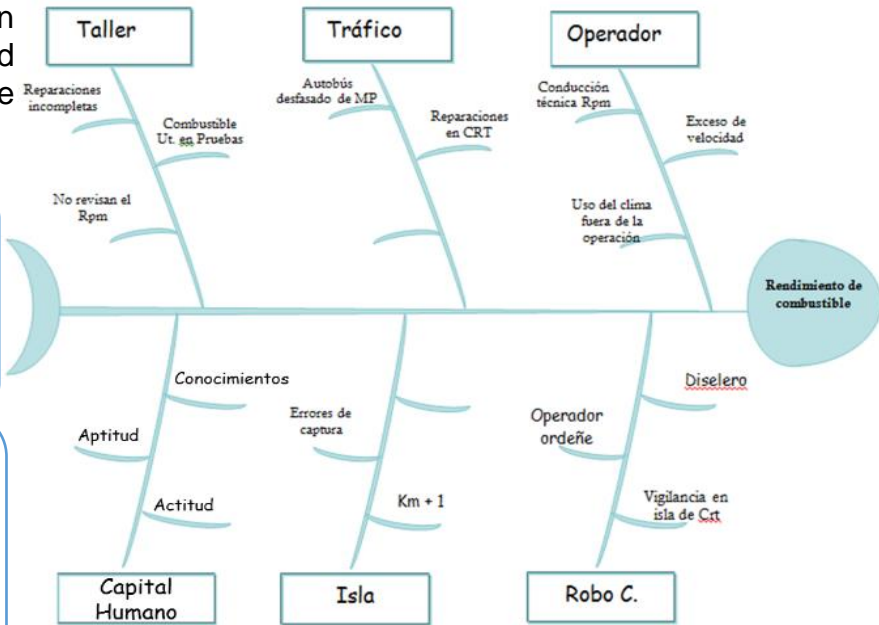 n
d
e
Taller
Tráfico
Operador
Reparaciones
incompletas
Combustible
Ut. en Pruebas
No revisan el
Rpm
Autobús
desfasado de MP
Reparaciones
en CRT
Conducción
técnica Rpm
Exceso de
velocidad
Uso del clima
fuera de la
operación
Rendimiento de
combustible
Conocimientos
Aptitud
Actitud
Errores de
captura
Km + 1
Diselero
Operador
ordeñe
Vigilancia en
isla de Crt
Capital
Humano
Isla
Robo C.